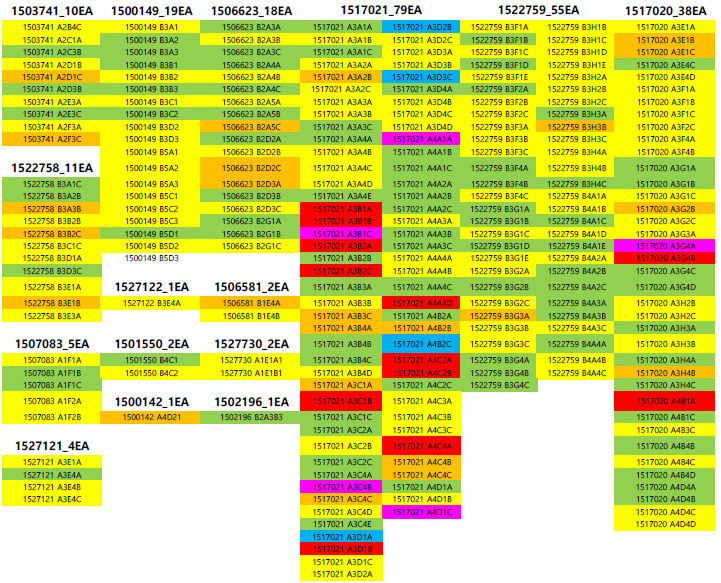 1503741_10EA
1503741 A2B4C
1503741 A2C1A
1503741 A2C3B
1503741 A2D1B
1503741 A2D1C
1503741 A2D3B
1503741 A2E3A
1503741 A2E3C
1503741 A2F3A
1503741 A2F3C
1522758_11EA
1522758 B3A1C
1522758 B3A2B
1522758 B3A3B
1522758 B3B2B
1522758 B3B2C
1522758 B3C1C
1522758 B3D1A
1522758 B3D3C
1522758 B3E1A
1522758 B3E1B
1522758 B3E3A
1507083_5EA
1507083 A1F1A
1507083 A1F1B
1507083 A1F1C
1507083 A1F2A
1507083 A1F2B
1527121_4EA
1527121 A3E1A
1527121 A3E4A
1527121 A3E4B
1527121 A3E4C
1500149_19EA
1500149 B3A1
1500149 B3A2
1500149 B3A3
1500149 B3B1
1500149 B3B2
1500149 B3B3
1500149 B3C1
1500149 B3C2
1500149 B3D2
1500149 B3D3
1500149 B5A1
1500149 B5A2
1500149 B5A3
1500149 B5C2
1500149 B5C3
1500149 B5D1
1500149 B5D2
1500149 B5D3
1527122_1EA
1527122 B3E4A
1501550_2EA
1501550 B4C1
1501550 B4C2
1500142_1EA
1500142 A4D21
1506623_18EA
1506623 B2A3A
1506623 B2A3B
1506623 B2A3C
1506623 B2A4A
1506623 B2A4B
1506623 B2A4C
1506623 B2A5A
1506623 B2A5B
1506623 B2A5C
1506623 B2D2A
1506623 B2D2B
1506623 B2D2C
1506623 B2D3A
1506623 B2D3B
1506623 B2D3C
1506623 B2G1A
1506623 B2G1B
1506623 B2G1C
1506581_2EA
1506581 B1E4A
1506581 B1E4B
1527730_2EA
1527730 A1E1A1
1527730 A1E1B1
1502196_1EA
1502196 B2A3B3
1517021_79EA
1517021 A3A1A
1517021 A3A1B
1517021 A3A1C
1517021 A3A2A
1517021 A3A2B
1517021 A3A2C
1517021 A3A3A
1517021 A3A3B
1517021 A3A3C
1517021 A3A4B
1517021 A3A4C
1517021 A3A4D
1517021 A3A4E
1517021 A3B1A
1517021 A3B1B
1517021 A3B1C
1517021 A3B2A
1517021 A3B2B
1517021 A3B2C
1517021 A3B3A
1517021 A3B3B
1517021 A3B3C
1517021 A3B4A
1517021 A3B4B
1517021 A3B4C
1517021 A3B4D
1517021 A3C1A
1517021 A3C1B
1517021 A3C1C
1517021 A3C2A
1517021 A3C2B
1517021 A3C2C
1517021 A3C4A
1517021 A3C4B
1517021 A3C4C
1517021 A3C4D
1517021 A3C4E
1517021 A3D1A
1517021 A3D1B
1517021 A3D1C
1517021 A3D2A
1517021 A3D2B
1517021 A3D2C
1517021 A3D3A
1517021 A3D3B
1517021 A3D3C
1517021 A3D4A
1517021 A3D4B
1517021 A3D4C
1517021 A3D4D
1517021 A4A1A
1517021 A4A1B
1517021 A4A1C
1517021 A4A2A
1517021 A4A2B
1517021 A4A2C
1517021 A4A3A
1517021 A4A3B
1517021 A4A3C
1517021 A4A4A
1517021 A4A4B
1517021 A4A4C
1517021 A4A4D
1517021 A4B2A
1517021 A4B2B
1517021 A4B2C
1517021 A4C2A
1517021 A4C2B
1517021 A4C2C
1517021 A4C3A
1517021 A4C3B
1517021 A4C3C
1517021 A4C4A
1517021 A4C4B
1517021 A4C4C
1517021 A4D1A
1517021 A4D1B
1517021 A4D1C
1522759_55EA
1522759 B3F1A
1522759 B3F1B
1522759 B3F1C
1522759 B3F1D
1522759 B3F1E
1522759 B3F2A
1522759 B3F2B
1522759 B3F2C
1522759 B3F2D
1522759 B3F3B
1522759 B3F3C
1522759 B3F4A
1522759 B3F4B
1522759 B3F4C
1522759 B3G1A
1522759 B3G1B
1522759 B3G1C
1522759 B3G1D
1522759 B3G1E
1522759 B3G2A
1522759 B3G2B
1522759 B3G2C
1522759 B3G3A
1522759 B3G3B
1522759 B3G3C
1522759 B3G4A
1522759 B3G4B
1522759 B3G4C
1522759 B3H1B
1522759 B3H1C
1522759 B3H1D
1522759 B3H1E
1522759 B3H2A
1522759 B3H2B
1522759 B3H2C
1522759 B3H3A
1522759 B3H3B
1522759 B3H3C
1522759 B3H4A
1522759 B3H4B
1522759 B3H4C
1522759 B4A1A
1522759 B4A1B
1522759 B4A1C
1522759 B4A1D
1522759 B4A1E
1522759 B4A2A
1522759 B4A2B
1522759 B4A2C
1522759 B4A3A
1522759 B4A3B
1522759 B4A3C
1522759 B4A4A
1522759 B4A4B
1522759 B4A4C
1517020_38EA
1517020 A3E1A
1517020 A3E1B
1517020 A3E1C
1517020 A3E4C
1517020 A3E4D
1517020 A3F1A
1517020 A3F1B
1517020 A3F1C
1517020 A3F2C
1517020 A3F4A
1517020 A3F4B
1517020 A3G1A
1517020 A3G1B
1517020 A3G1C
1517020 A3G2B
1517020 A3G2C
1517020 A3G3A
1517020 A3G4A
1517020 A3G4B
1517020 A3G4C
1517020 A3G4D
1517020 A3H2B
1517020 A3H2C
1517020 A3H3A
1517020 A3H3B
1517020 A3H4A
1517020 A3H4B
1517020 A3H4C
1517020 A4B1B
1517020 A4B1C
1517020 A4B3C
1517020 A4B4B
1517020 A4B4C
1517020 A4B4D
1517020 A4D4A
1517020 A4D4B
1517020 A4D4C
1517020 A4D4D